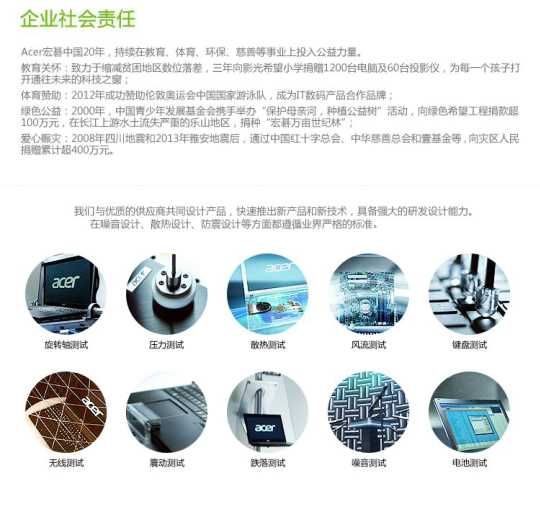 企业社会责任
Acer宏碁中国20年，持续在教育、体育、环保、慈善等事业上投入公益力量。
教育关怀：致力于缩减贫困地区数位落差，三年向影光希望小学捐赠1200台电脑及60台投影仪，为每一个孩子打
开通往未来的科技之窗；
体育赞助：2012年成功赞助伦敦奥运会中国国家游泳队，成为IT数码产品合作品牌；
绿色公益：2000年，中国青少年发展基金会携手举办“保护母亲河，种植公益树”活动，向绿色希望工程捐款超
100万元，在长江上游水土流失严重的乐山地区，捐种“宏碁万亩世纪林”；
爱心赈灾：2008年四川地震和2013年雅安地震后，通过中国红十字总会、中华慈善总会和壹基金等，向灾区人民
捐赠累计超400万元。
我们与优质的供应商共同设计产品，快速推出新产品和新技术，具备强大的研发设计能力。
在噪音设计、散热设计、防震设计等方面都遵循业界严格的标准。
acer
acer
acer
旋转轴测试
压力测试
散热测试
风流测试
键盘测试
acer
acer
无线测试
震动测试
跌落测试
噪音测试
电池测试